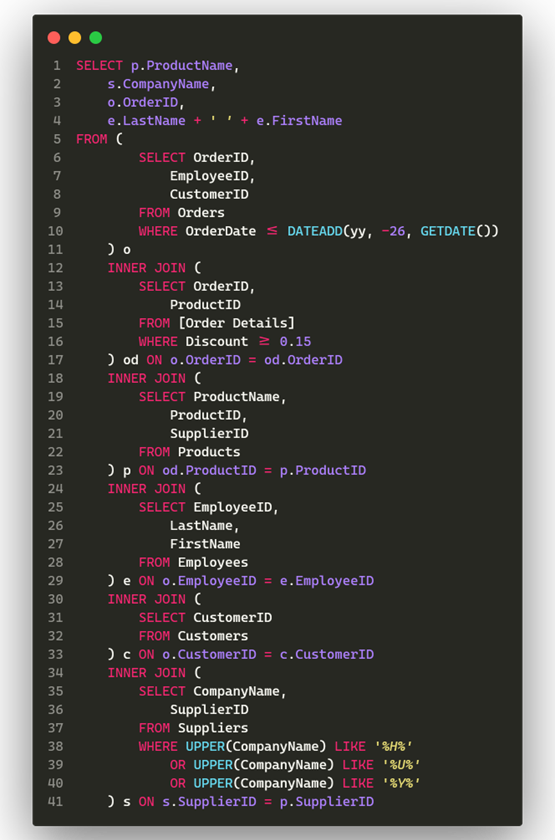 1 SELECT p.ProductName,
2 s.CompanyName,
3 o.OrderID,
4 e.LastName + ' ' + e.FirstName
5 FROM (
6 SELECT OrderID,
7 EmployeeID,
8 CustomerID
9 FROM Orders
10 WHERE OrderDate ≤ DATEADD(yy, -26, GETDATE())
11 ) o
12 INNER JOIN (
13 SELECT OrderID,
14 ProductID
15 FROM [Order Details]
16 WHERE Discount ≥ 0.15
17 ) od ON o.OrderID = od.OrderID
18 INNER JOIN (
19 SELECT ProductName,
20 ProductID,
21 SupplierID
22 FROM Products
23 ) p ON od.ProductID = p.ProductID
24 INNER JOIN (
25 SELECT EmployeeID,
26 LastName,
27 FirstName
28 FROM Employees
29 ) e ON o.EmployeeID = e.EmployeeID
30 INNER JOIN (
31 SELECT CustomerID
32 FROM Customers
33 ) c ON o.CustomerID = c.CustomerID
34 INNER JOIN (
35 SELECT CompanyName,
36 SupplierID
37 FROM Suppliers
38 WHERE UPPER(CompanyName) LIKE '%H%'
39 OR UPPER(CompanyName) LIKE '%U%'
40 OR UPPER(CompanyName) LIKE '%Y%'
41 ) s ON s.SupplierID = p.SupplierID